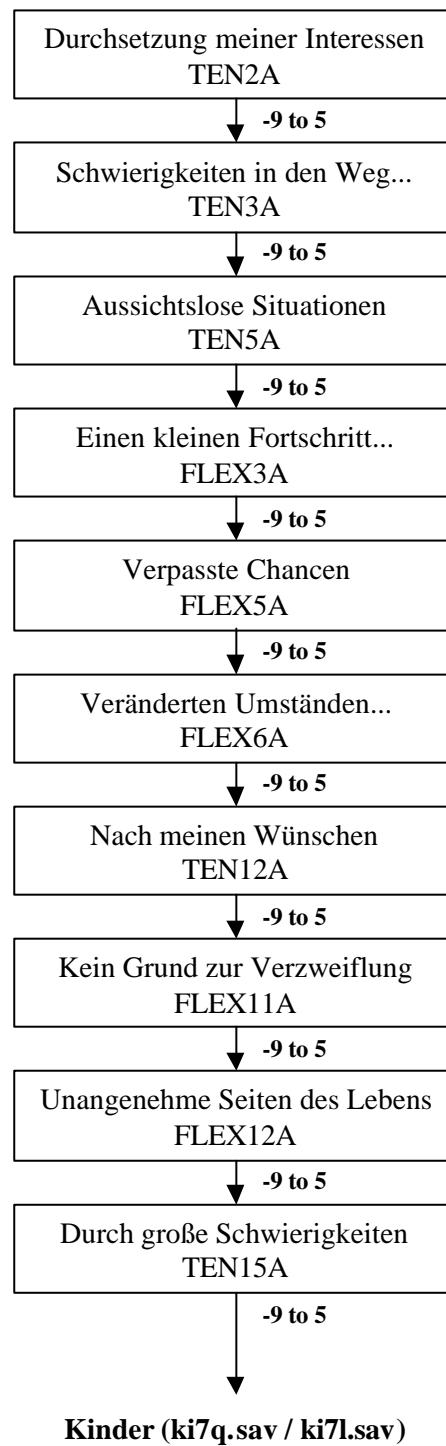 Durchsetzung meiner Interessen
TEN2A
-9 to 5
Schwierigkeiten in den Weg...
TEN3A
-9 to 5
Aussichtslose Situationen
TEN5A
-9 to 5
Einen kleinen Fortschritt...
FLEX3A
-9 to 5
Verpasste Chancen
FLEX5A
-9 to 5
Veränderten Umständen...
FLEX6A
-9 to 5
Nach meinen Wünschen
TEN12A
-9 to 5
Kein Grund zur Verzweiflung
FLEX11A
-9 to 5
Unangenehme Seiten des Lebens
FLEX12A
-9 to 5
Durch große Schwierigkeiten
TEN15A
-9 to 5
Kinder (ki7q.sav / ki7l.sav)